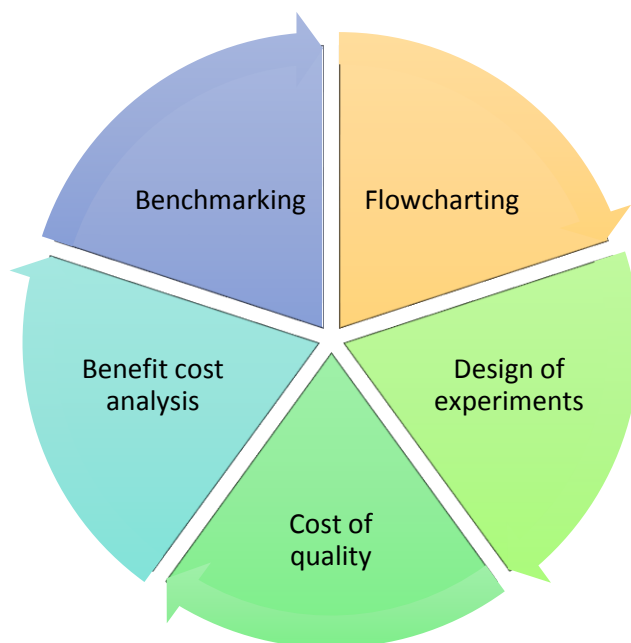 Benchmarking
Flowcharting
Benefit cost
analysis
Design of
experiments
Cost of
quality